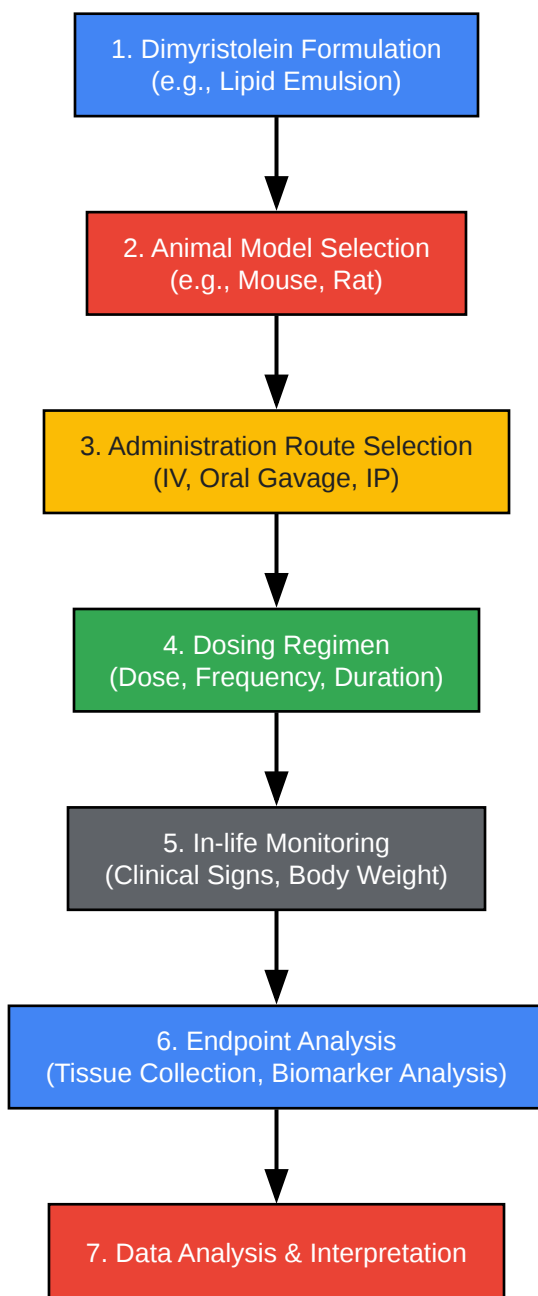 1. Dimyristolein Formulation
(e.g., Lipid Emulsion)
2. Animal Model Selection
(e.g., Mouse, Rat)
3. Administration Route Selection
(IV, Oral Gavage, IP)
4. Dosing Regimen
(Dose, Frequency, Duration)
5. In-life Monitoring
(Clinical Signs, Body Weight)
6. Endpoint Analysis
(Tissue Collection, Biomarker Analysis)
7. Data Analysis & Interpretation